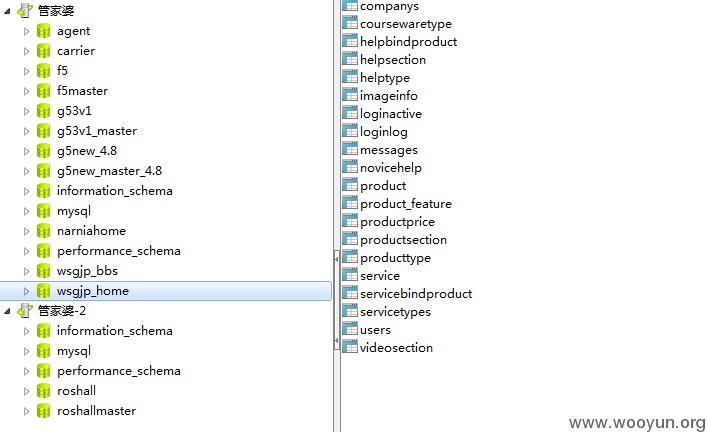 管家婆
agent
carrier
f5
f5master
g53v1
g53v1_master
g5new_4.8
g5new_master_4.8
information_schema
mysql
narniahome
performance_schema
wsgjp_bbs
wsgjp_home
管家婆-2
information_schema
mysql
performance_schema
roshall
roshallmaster
companys
coursewaretype
helpbindproduct
helpsection
helptype
imageinfo
loginactive
loginlog
messages
novicehelp
product
product_feature
productprice
productsection
producttype
service
servicebindproduct
servicetypes
users
videosection
www.wooyun.org